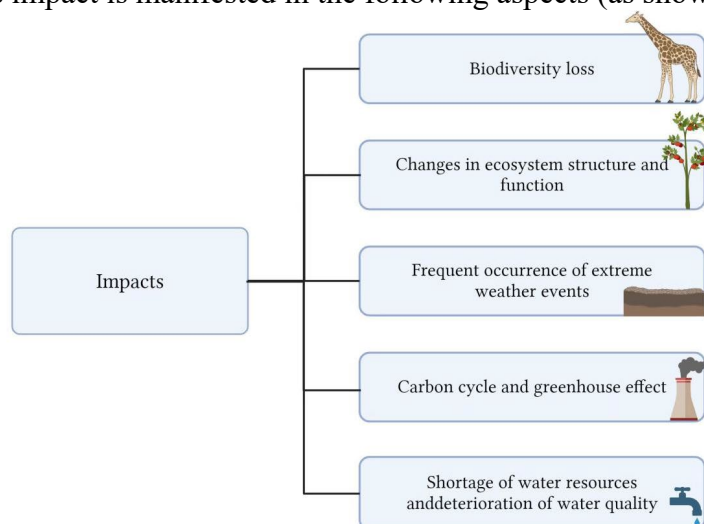 impact is manifested in the following aspects (as show
Biodiversity loss
Changes in ecosystem structure and
function
Impacts
Frequent occurrence of extreme
weather events
Carbon cycle and greenhouse effect
Shortage of water resources
anddeterioration of water quality